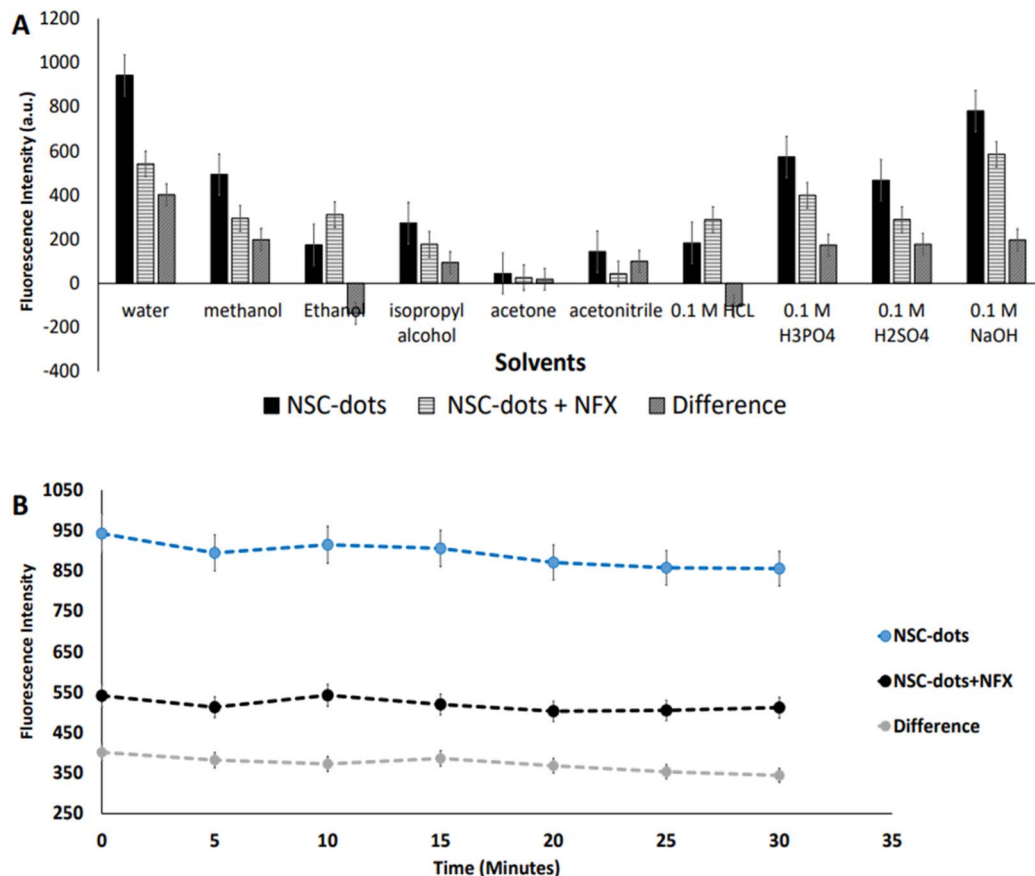 A
Fluorescence Intensity (a.u.)
1200
1000
800
600
400
200
0
-200
-400
water methanol Ethanol isopropyl alcohol acetone acetonitrile 0.1 M HCL 0.1 M H3PO4 0.1 M H2SO4 0.1 M NaOH
Solvents
NSC-dots NSC-dots + NFX Difference
B
Fluorescence Intensity
1050
950
850
750
650
550
450
350
250
0 5 10 15 20 25 30 35
Time (Minutes)
NSC-dots
NSC-dots+NFX
Difference